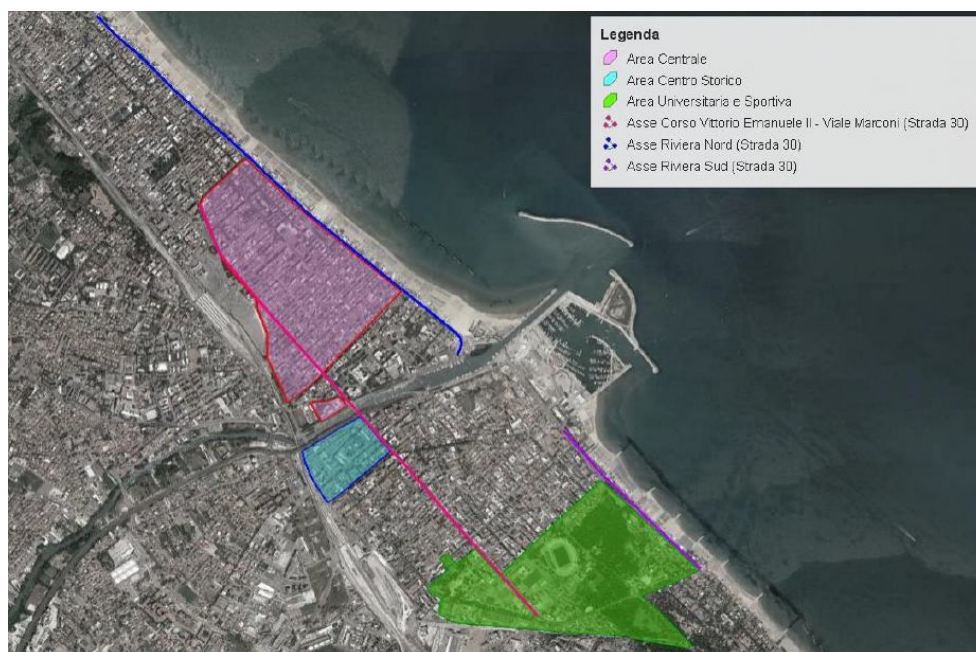 Legenda
Area Centrale
Area Centro Storico
Area Universitaria e Sportiva
Asse Corso Vittorio Emanuele II - Viale Marconi (Strada 30)
Asse Riviera Nord (Strada 30)
Asse Riviera Sud (Strada 30)